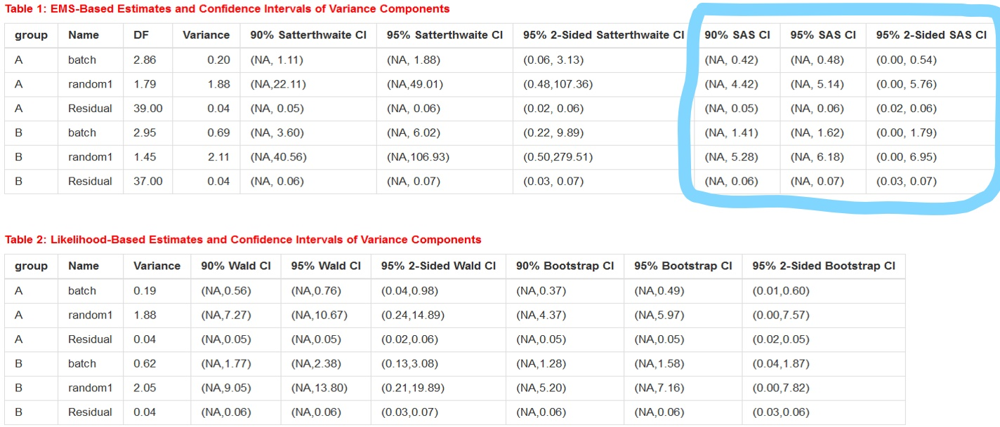 Table 1: EMS-Based Estimates and Confidence Intervals of Variance Components
group Name DF Variance 90% Satterthwaite CI 95% Satterthwaite CI 95% 2-Sided Satterthwaite CI 90% SAS CI 95% SAS CI 95% 2-Sided SAS CI
A batch 2.86 0.20 (NA, 1.11) (NA, 1.88) (0.06, 3.13) (NA, 0.42) (NA, 0.48) (0.00, 0.54)
A random1 1.79 1.88 (NA,22.11) (NA,49.01) (0.48,107.36) (NA, 4.42) (NA, 5.14) (0.00, 5.76)
A Residual 39.00 0.04 (NA, 0.05) (NA, 0.06) (0.02, 0.06) (NA, 0.05) (NA, 0.06) (0.02, 0.06)
B batch 2.95 0.69 (NA, 3.60) (NA, 6.02) (0.22, 9.89) (NA, 1.41) (NA, 1.62) (0.00, 1.79)
B random1 1.45 2.11 (NA,40.56) (NA,106.93) (0.50,279.51) (NA, 5.28) (NA, 6.18) (0.00, 6.95)
B Residual 37.00 0.04 (NA, 0.06) (NA, 0.07) (0.03, 0.07) (NA, 0.06) (NA, 0.07) (0.03, 0.07)
Table 2: Likelihood-Based Estimates and Confidence Intervals of Variance Components
group Name Variance 90% Wald CI 95% Wald CI 95% 2-Sided Wald CI 90% Bootstrap CI 95% Bootstrap CI 95% 2-Sided Bootstrap CI
A batch 0.19 (NA,0.56) (NA,0.76) (0.04,0.98) (NA,0.37) (NA,0.49) (0.01,0.60)
A random1 1.88 (NA,7.27) (NA,10.67) (0.24,14.89) (NA,4.37) (NA,5.97) (0.00,7.57)
A Residual 0.04 (NA,0.05) (NA,0.05) (0.02,0.06) (NA,0.05) (NA,0.05) (0.02,0.05)
B batch 0.62 (NA,1.77) (NA,2.38) (0.13,3.08) (NA,1.28) (NA,1.58) (0.04,1.87)
B random1 2.05 (NA,9.05) (NA,13.80) (0.21,19.89) (NA,5.20) (NA,7.16) (0.00,7.82)
B Residual 0.04 (NA,0.06) (NA,0.06) (0.03,0.07) (NA,0.06) (NA,0.06) (0.03,0.06)